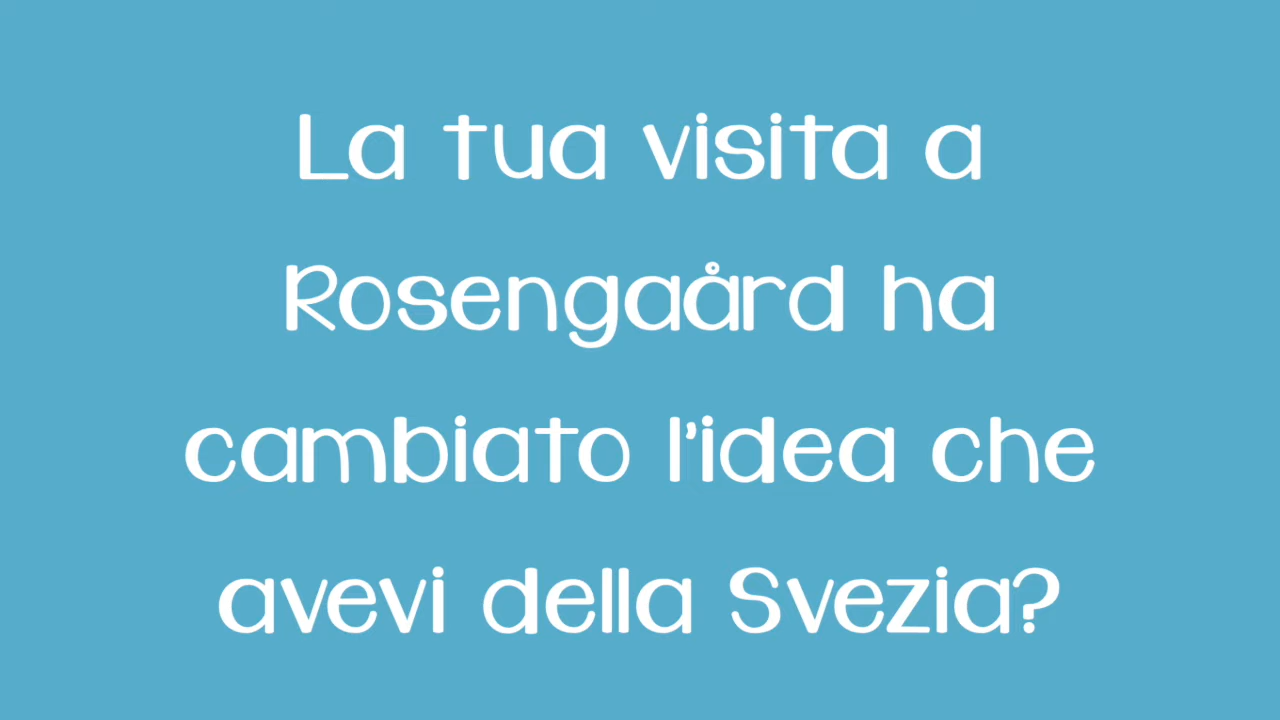 La tua visita a
Rosengaård ha
cambiato l'idea che
avevi della Svezia?